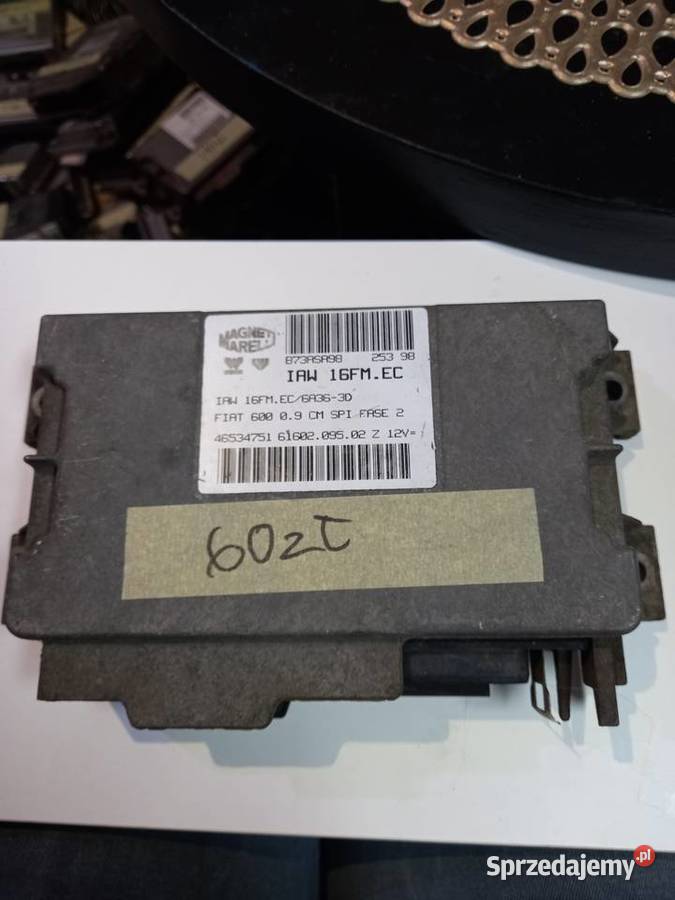 MAGNETI
MARELLI
873ASA98 253 98
IAW 16FM.EC
IAW 16FM.EC/6A36-3D
FIAT 600 0.9 CM SPI FASE 2
46534751 61602.095.02 Z 12V=
60zł
Sprzedajemy.pl